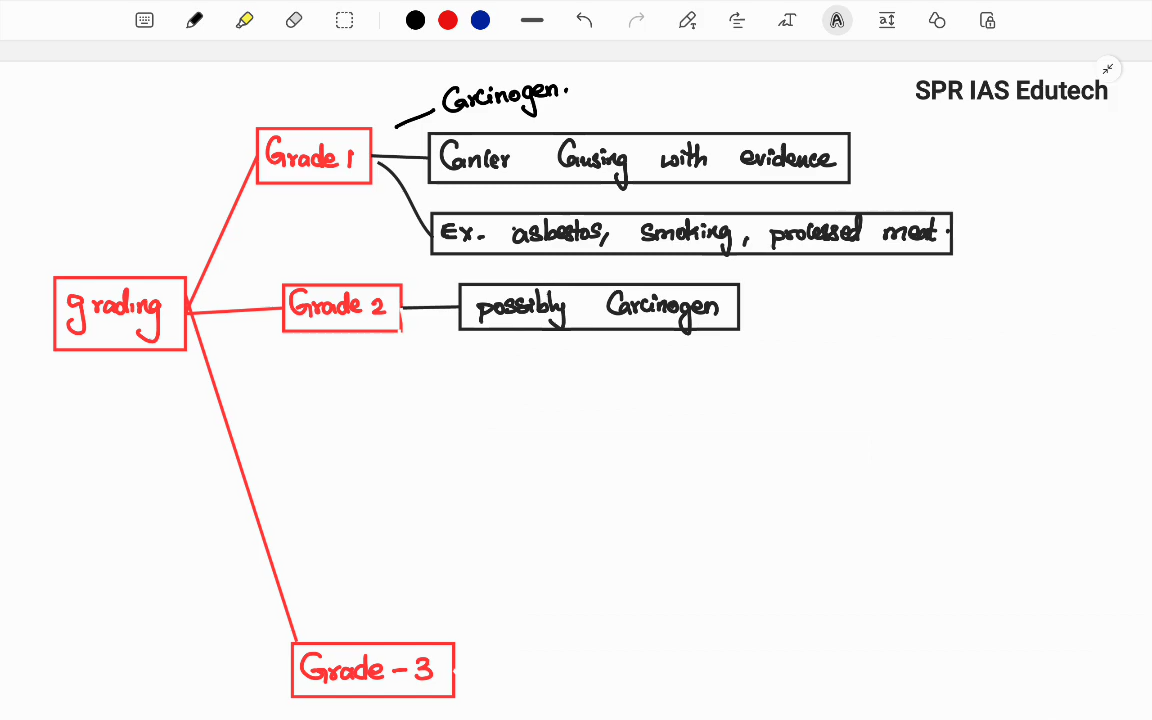 SPR IAS Edutech
Carcinogen.
Grade 1
Cancer Causing with evidence
Ex. asbestos, smoking, processed meat.
grading
Grade 2
possibly Carcinogen
Grade - 3